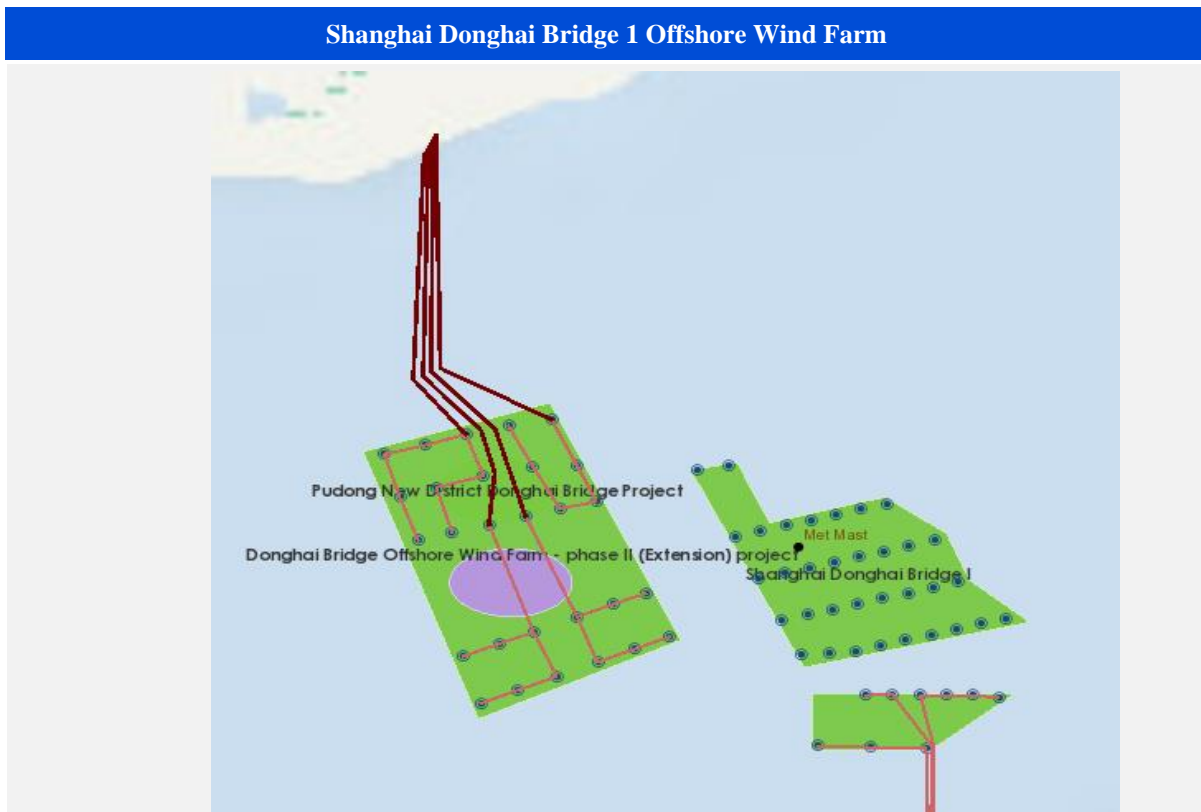 Shanghai Donghai Bridge 1 Offshore Wind Farm
Pudong New District Donghai Bridge Project
Met Mast
Donghai Bridge Offshore Wind Farm - phase II (Extension) project
Shanghai Donghai Bridge I